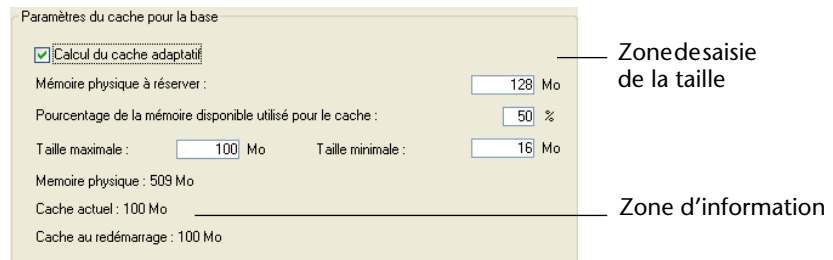 Paramètres du cache pour la base
Calcul du cache adaptatif
Zonedesaisie
de la taille
Mémoire physique à réserver : 128 Mo
Pourcentage de la mémoire disponible utilisé pour le cache : 50 %
Taille maximale : 100 Mo Taille minimale : 16 Mo
Memoire physique : 509 Mo
Cache actuel : 100 Mo
Zone d'information
Cache au redémarrage : 100 Mo